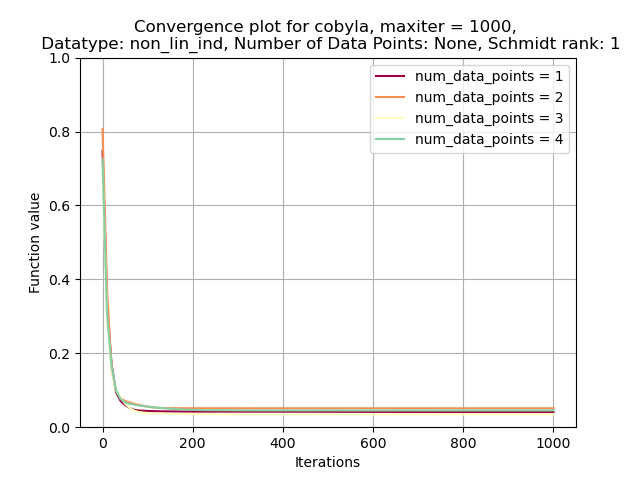 Convergence plot for cobyla, maxiter = 1000,
Datatype: non_lin_ind, Number of Data Points: None, Schmidt rank: 1
1.0
0.8
0.6
0.4
0.2
0.0
Function value
num_data_points = 1
num_data_points = 2
num_data_points = 3
num_data_points = 4
0 200 400 600 800 1000
Iterations